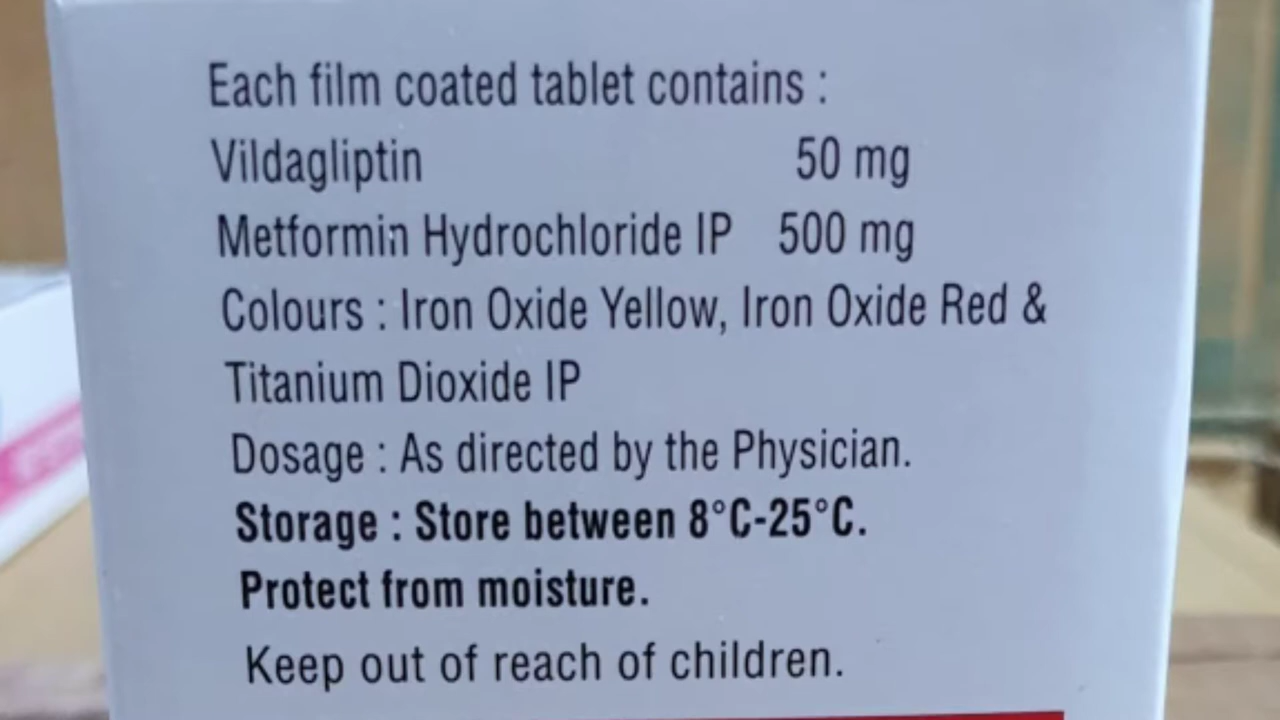 Each film coated tablet contains :
Vildagliptin 50 mg
Metformin Hydrochloride IP 500 mg
Colours : Iron Oxide Yellow, Iron Oxide Red &
Titanium Dioxide IP
Dosage : As directed by the Physician.
Storage : Store between 8°C-25°C.
Protect from moisture.
Keep out of reach of children.